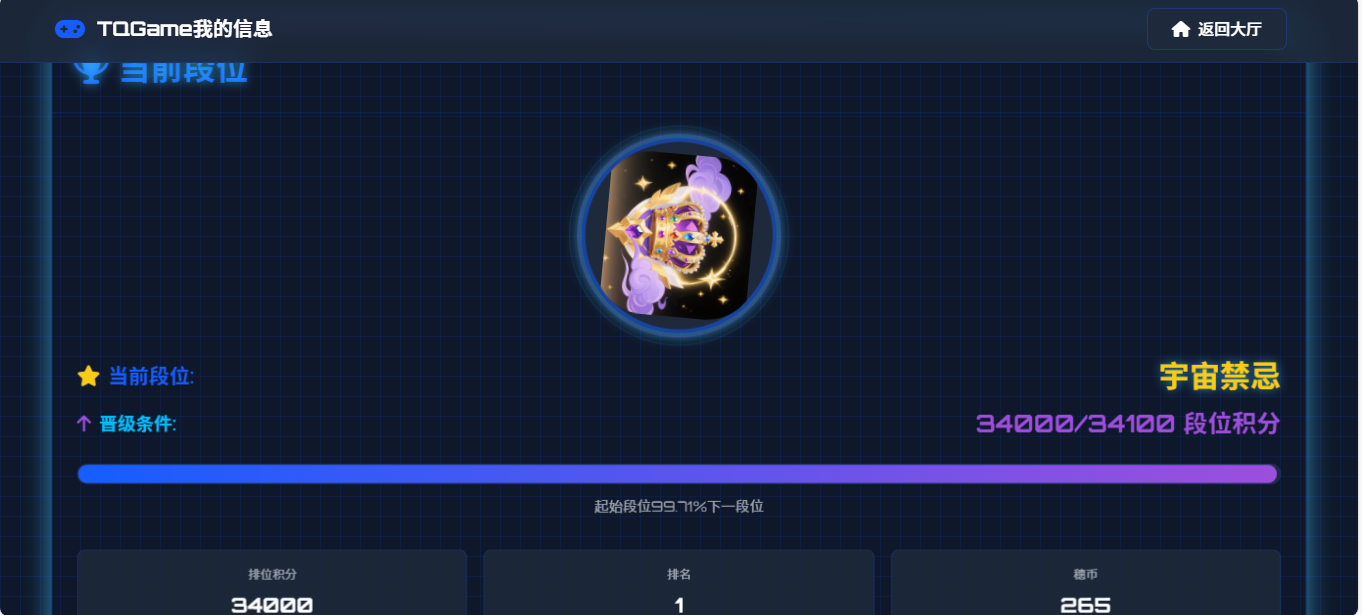 TQGame我的信息
返回大厅
当前段位
当前段位:
宇宙禁忌
晋级条件:
34000/34100 段位积分
起始段位99.71%下一段位
排位积分
排名
穗币
34000
1
265